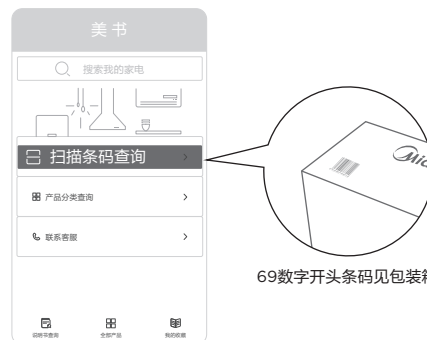 美书
搜索我的家电
扫描条码查询
产品分类查询
联系客服
说明书查询
全部产品
我的收藏
69数字开头条码见包装箱